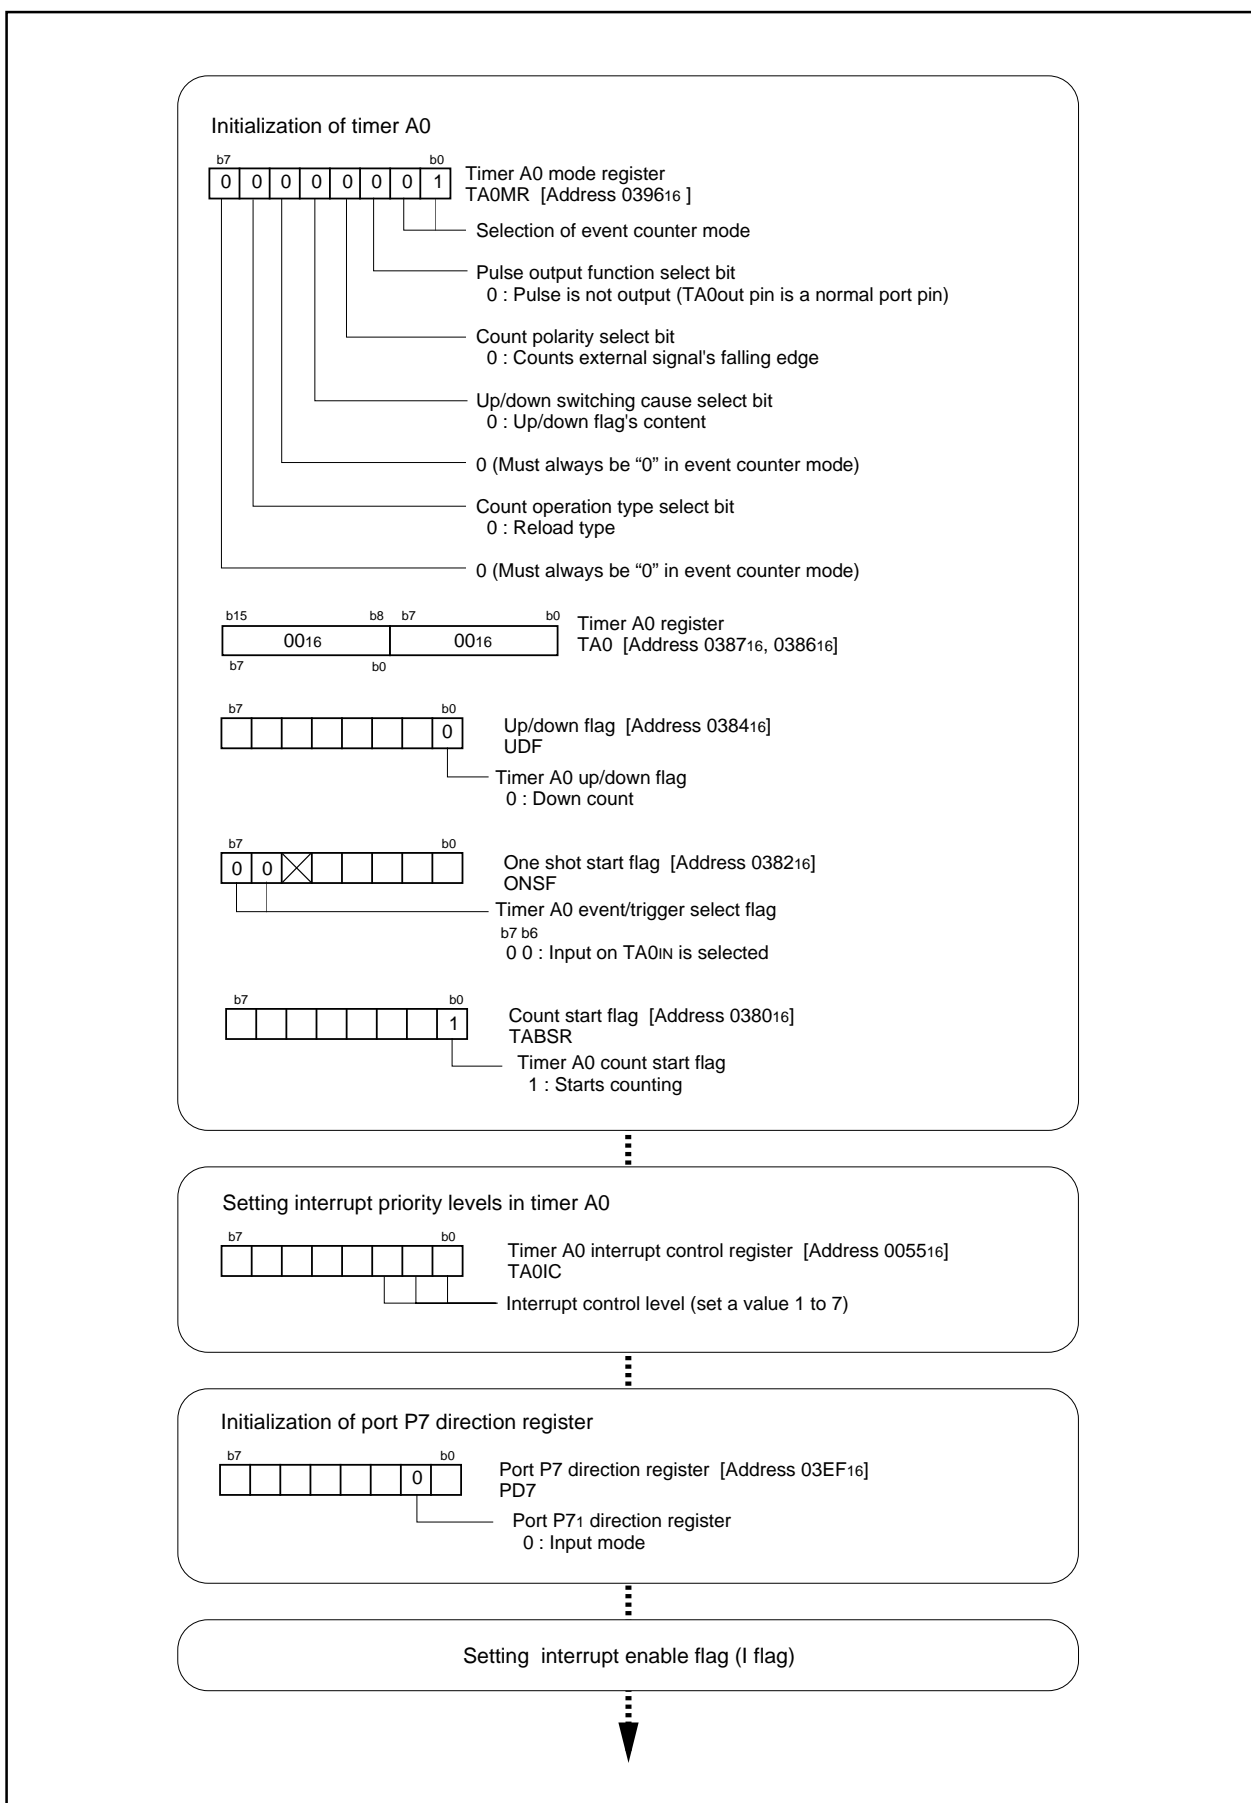 Initialization of timer A0
b7 b0
0 0 0 0 0 0 0 1
Timer A0 mode register
TA0MR [Address 039616 ]
Selection of event counter mode
Pulse output function select bit
0 : Pulse is not output (TA0out pin is a normal port pin)
Count polarity select bit
0 : Counts external signal's falling edge
Up/down switching cause select bit
0 : Up/down flag's content
0 (Must always be “0” in event counter mode)
Count operation type select bit
0 : Reload type
0 (Must always be “0” in event counter mode)
b15 b8 b7 b0
0016 0016
b7 b0
Timer A0 register
TA0 [Address 038716, 038616]
b7 b0
0
Up/down flag [Address 038416]
UDF
Timer A0 up/down flag
0 : Down count
b7 b0
0 0
One shot start flag [Address 038216]
ONSF
Timer A0 event/trigger select flag
b7 b6
0 0 : Input on TA0IN is selected
b7 b0
1
Count start flag [Address 038016]
TABSR
Timer A0 count start flag
1 : Starts counting
Setting interrupt priority levels in timer A0
b7 b0
Timer A0 interrupt control register [Address 005516]
TA0IC
Interrupt control level (set a value 1 to 7)
Initialization of port P7 direction register
b7 b0
0
Port P7 direction register [Address 03EF16]
PD7
Port P71 direction register
0 : Input mode
Setting interrupt enable flag (I flag)